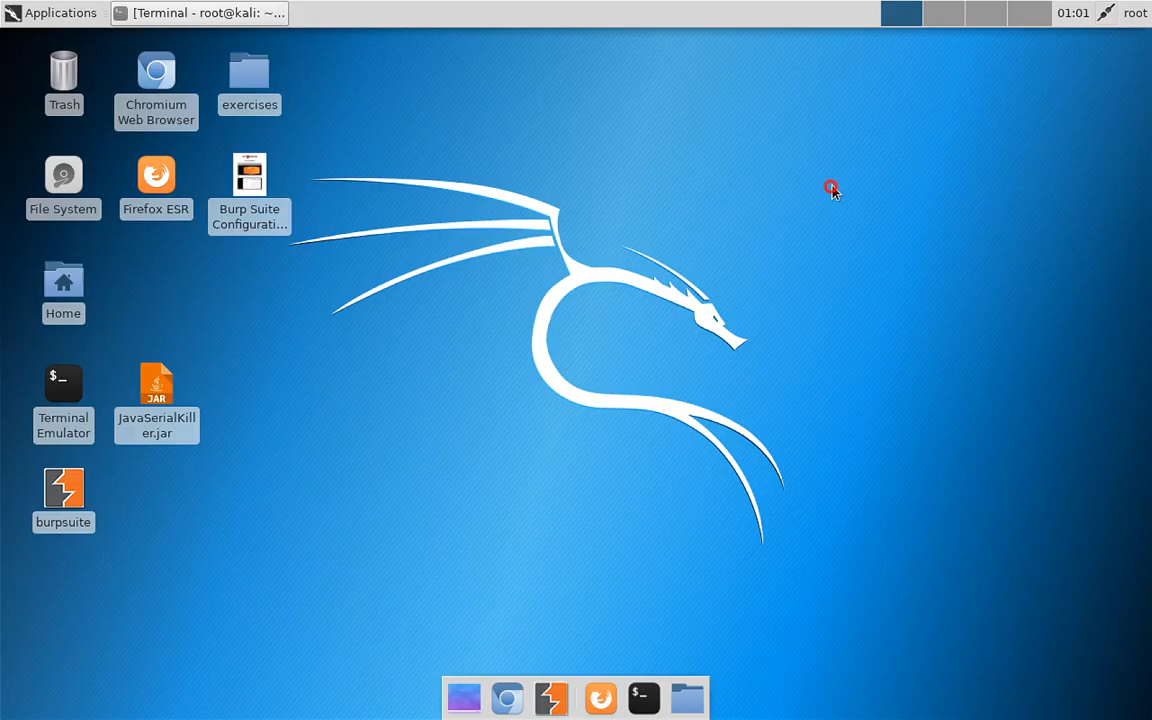 Applications
[Terminal - root@kali: ~...
01:01
root
Trash
Chromium
Web Browser
exercises
File System
Firefox ESR
Burp Suite
Configurati...
Home
$_
Terminal
Emulator
JAR
JavaSerialKill
er.jar
burpsuite
$_